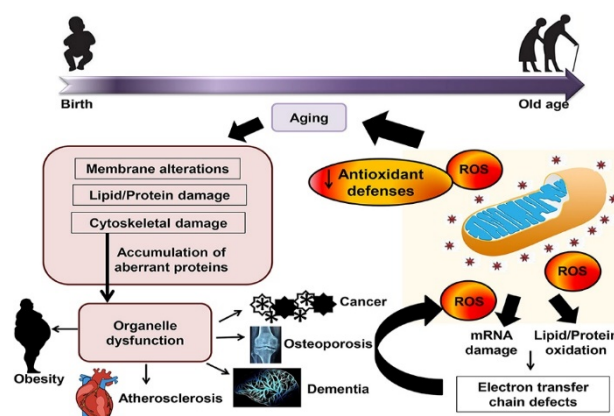 Birth
Old age
Aging
Membrane alterations
Lipid/Protein damage
Cytoskeletal damage
Accumulation of
aberrant proteins
↓ Antioxidant
defenses
ROS
ROS
ROS
mRNA
damage
Lipid/Protein
oxidation
Electron transfer
chain defects
Organelle
dysfunction
Cancer
Osteoporosis
Dementia
Atherosclerosis
Obesity